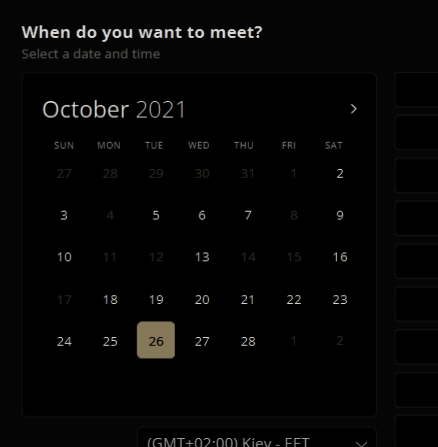 When do you want to meet?
Select a date and time
October 2021
SUN MON TUE WED THU FRI SAT
27 28 29 30 31 1 2
3 4 5 6 7 8 9
10 11 12 13 14 15 16
17 18 19 20 21 22 23
24 25 26 27 28 1 2
(GMT+02:00) Kiev - EET